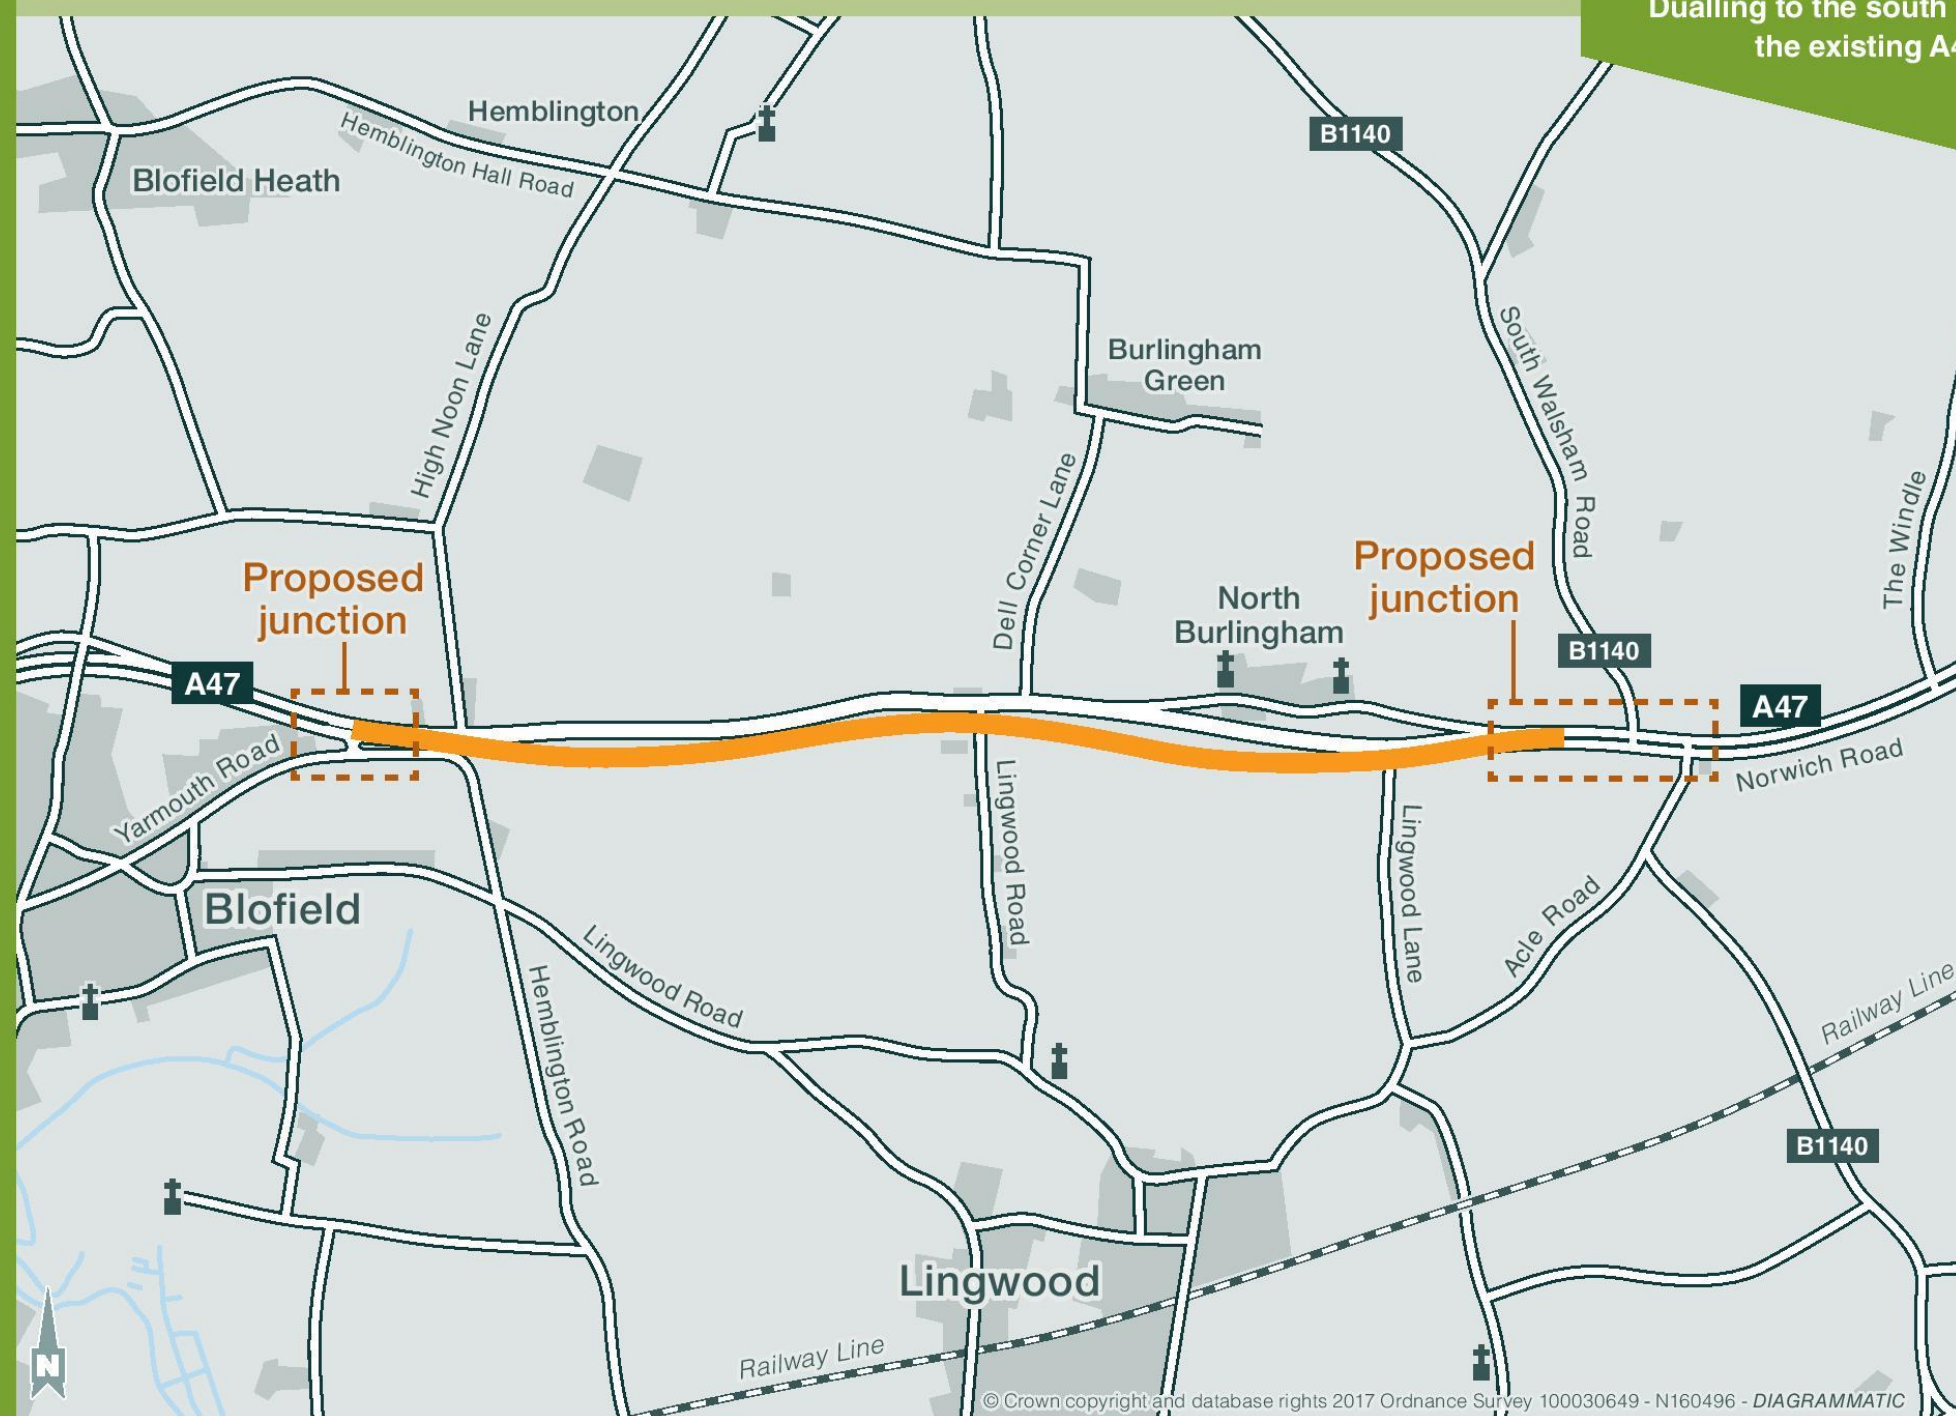 Dualling to the south
the existing A4
Hemblington
B1140
Hemblington Hall Road
Blofield Heath
South Walsham Road
High Noon Lane
Burlingham
Green
Dell Corner Lane
The Windle
Proposed
junction
Proposed
junction
North
Burlingham
B1140
A47
A47
Yarmouth Road
Norwich Road
Lingwood Road
Lingwood Lane
Acle Road
Blofield
Lingwood Road
Hemblington Road
Railway Line
B1140
Lingwood
Railway Line
N
© Crown copyright and database rights 2017 Ordnance Survey 100030649 - N160496 - DIAGRAMMATIC